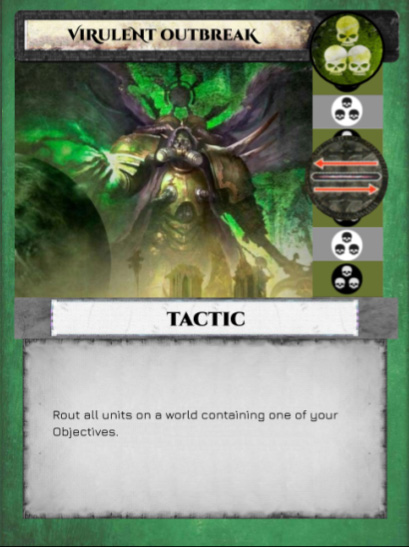 VIRULENT OUTBREAK
TACTIC
Rout all units on a world containing one of your
Objectives.